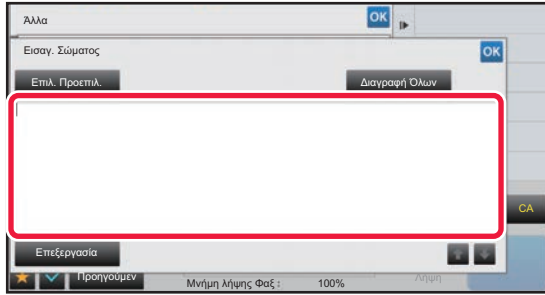 Άλλα OK
Εισαγ. Σώματος OK
Επιλ. Προεπιλ. Διαγραφή Όλων
CA
Επεξεργασία
Προηγούμεν
Μνήμη λήψης Φαξ : 100% Λήψη